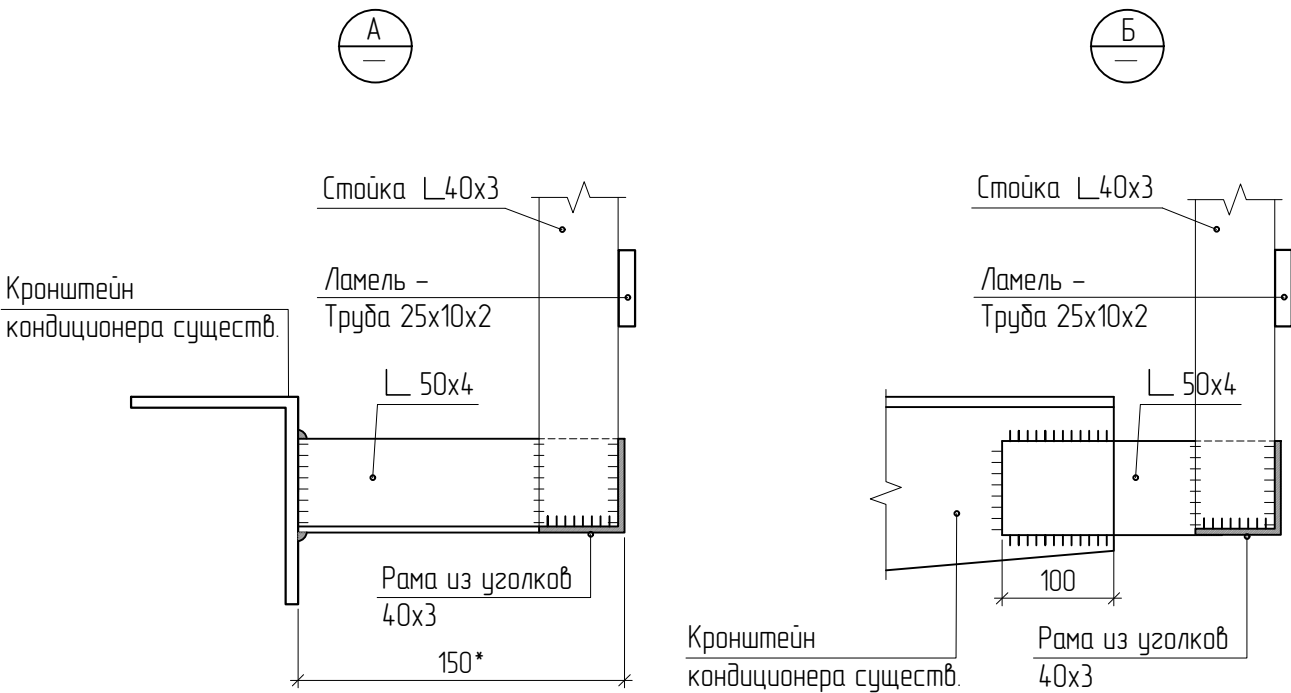 А
—
Стойка ∟40х3
Ламель –
Труба 25х10х2
Кронштейн
кондиционера существ.
∟ 50х4
Рама из уголков
40х3
150*
Б
—
Стойка ∟40х3
Ламель –
Труба 25х10х2
∟ 50х4
100
Кронштейн
кондиционера существ.
Рама из уголков
40х3